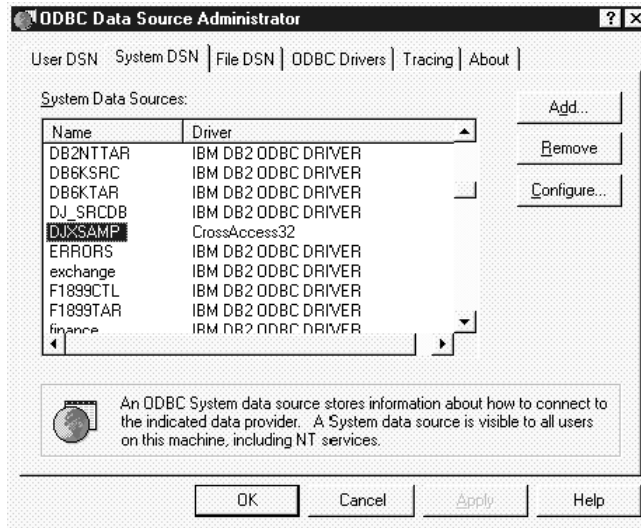 ODBC Data Source Administrator
User DSN System DSN File DSN ODBC Drivers Tracing About
System Data Sources:
Add...
Name Driver
DB2NTTAR IBM DB2 ODBC DRIVER
Remove
DB6KSRC IBM DB2 ODBC DRIVER
DB6KTAR IBM DB2 ODBC DRIVER
Configure...
DJ_SRCDB IBM DB2 ODBC DRIVER
DJXSAMP CrossAccess32
ERRORS IBM DB2 ODBC DRIVER
exchange IBM DB2 ODBC DRIVER
F1899CTL IBM DB2 ODBC DRIVER
F1899TAR IBM DB2 ODBC DRIVER
finance IBM DB2 ODBC DRIVER
An ODBC System data source stores information about how to connect to
the indicated data provider. A System data source is visible to all users
on this machine, including NT services.
OK Cancel Apply Help